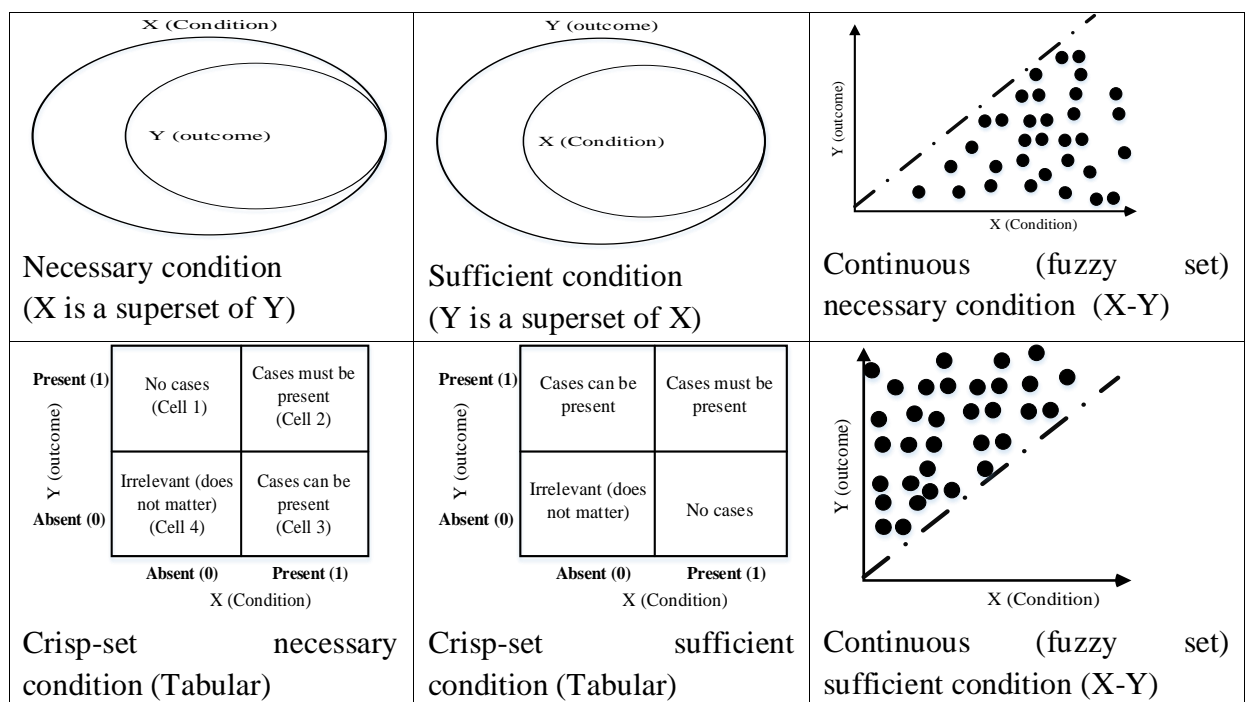 X (Condition)
Y (outcome)
Necessary condition
(X is a superset of Y)
Y (outcome)
X (Condition)
Sufficient condition
(Y is a superset of X)
Y (outcome)
X (Condition)
Continuous (fuzzy set)
necessary condition (X-Y)
Present (1)
Y (outcome)
Absent (0)
No cases
(Cell 1)
Cases must be
present
(Cell 2)
Irrelevant (does
not matter)
(Cell 4)
Cases can be
present
(Cell 3)
Absent (0) Present (1)
X (Condition)
Crisp-set necessary
condition (Tabular)
Present (1)
Y (outcome)
Absent (0)
Cases can be
present
Cases must be
present
Irrelevant (does
not matter)
No cases
Absent (0) Present (1)
X (Condition)
Crisp-set sufficient
condition (Tabular)
Y (outcome)
X (Condition)
Continuous (fuzzy set)
sufficient condition (X-Y)